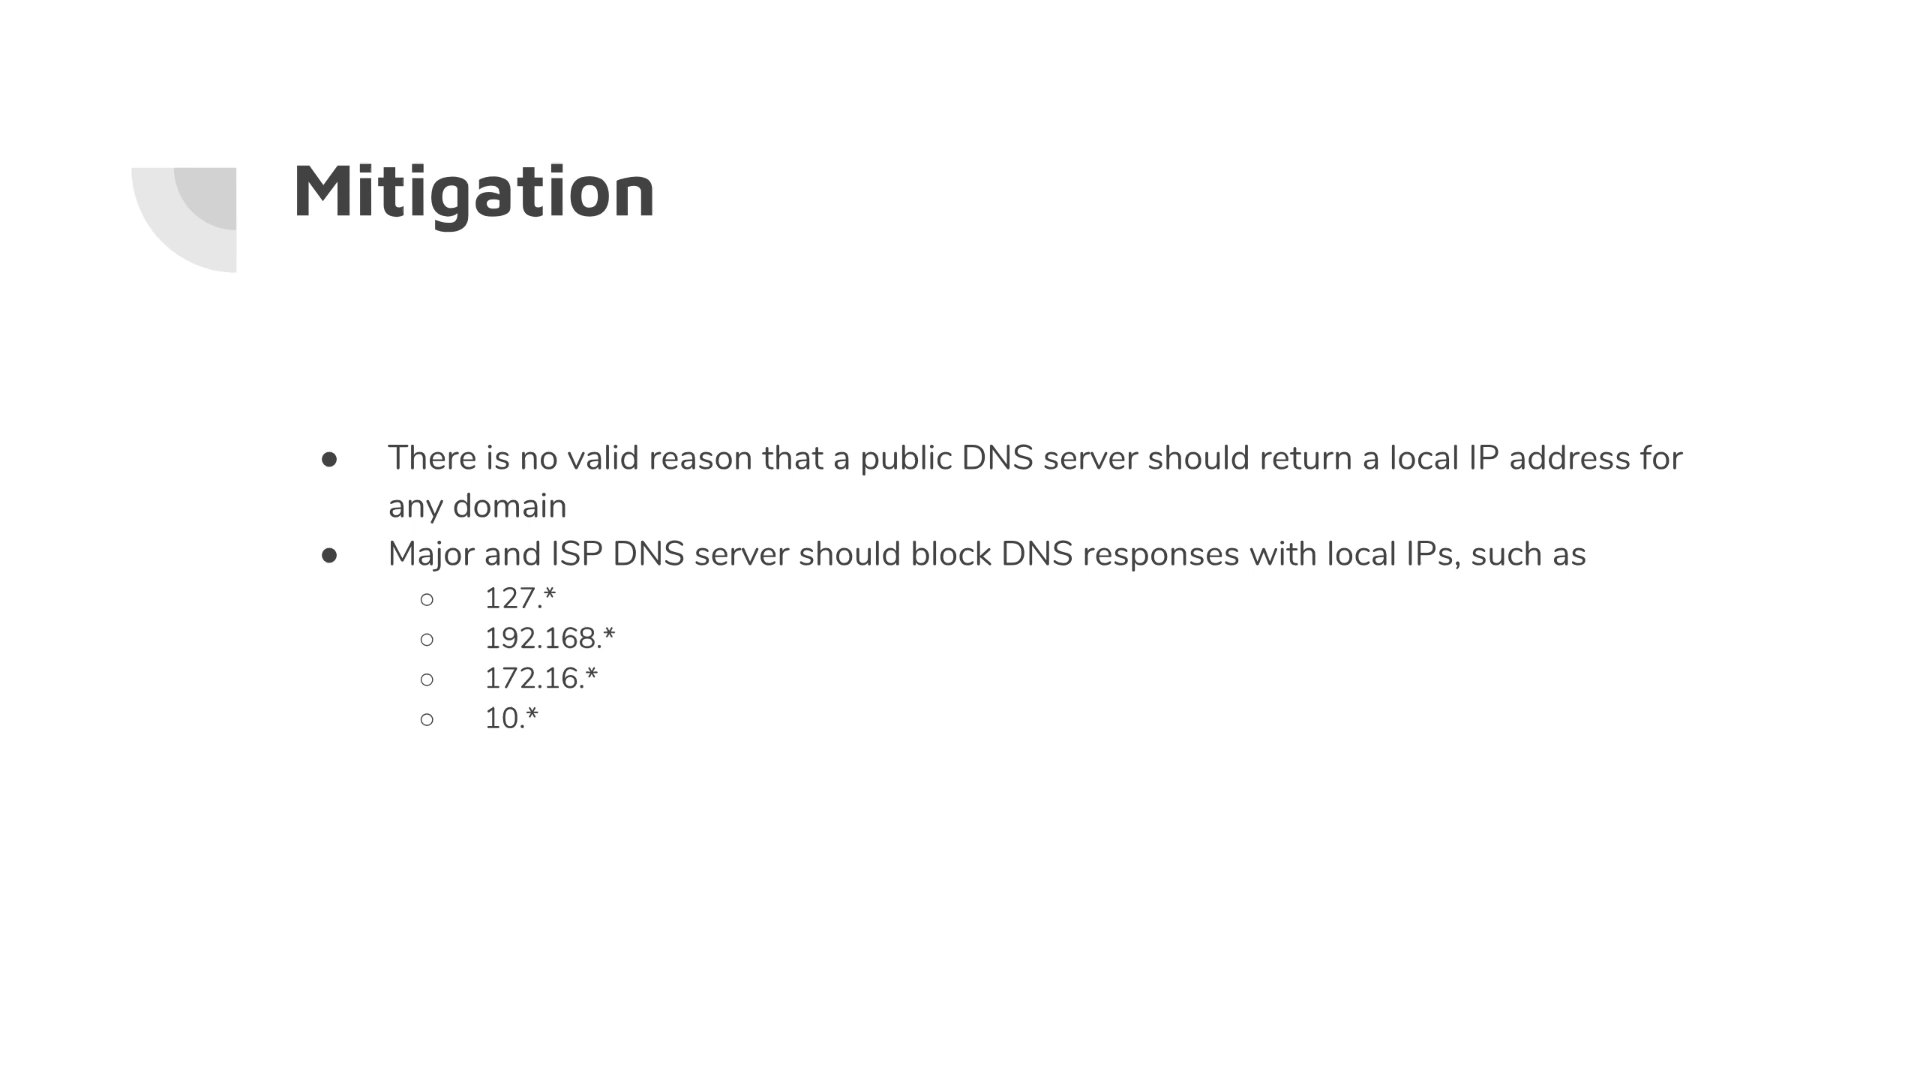 Mitigation
● There is no valid reason that a public DNS server should return a local IP address for
any domain
● Major and ISP DNS server should block DNS responses with local IPs, such as
○ 127.*
○ 192.168.*
○ 172.16.*
○ 10.*